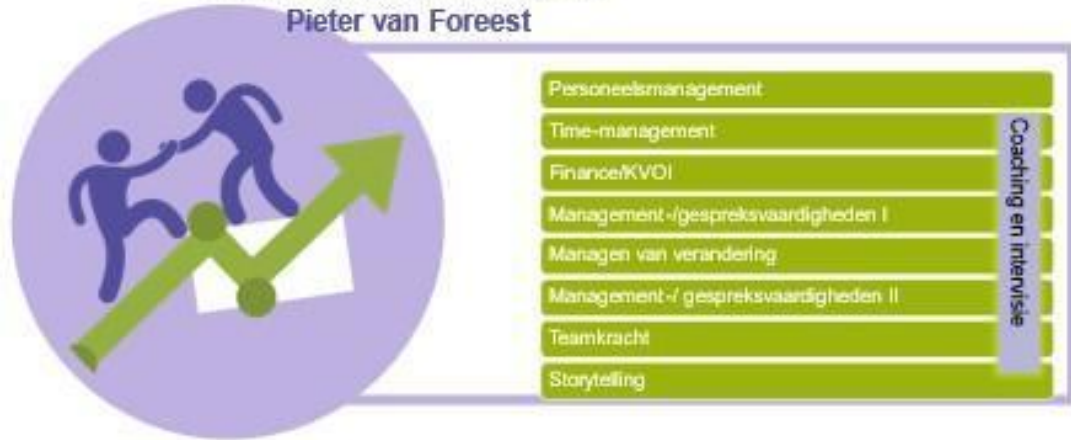 Pieter van Foreest
Personeelsmanagement
Time-management
Finance/KVOI
Management-/gespreksvaardigheden I
Managen van verandering
Management-/ gespreksvaardigheden II
Teamkracht
Storytelling
Coaching en intervisie